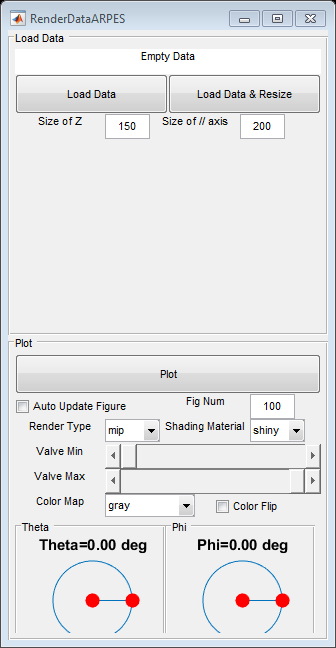 RenderDataARPES
Load Data
Empty Data
Load Data Load Data & Resize
Size of Z 150 Size of // axis 200
Plot
Plot
Auto Update Figure Fig Num 100
Render Type mip Shading Material shiny
Valve Min
Valve Max
Color Map gray Color Flip
Theta Phi
Theta=0.00 deg Phi=0.00 deg